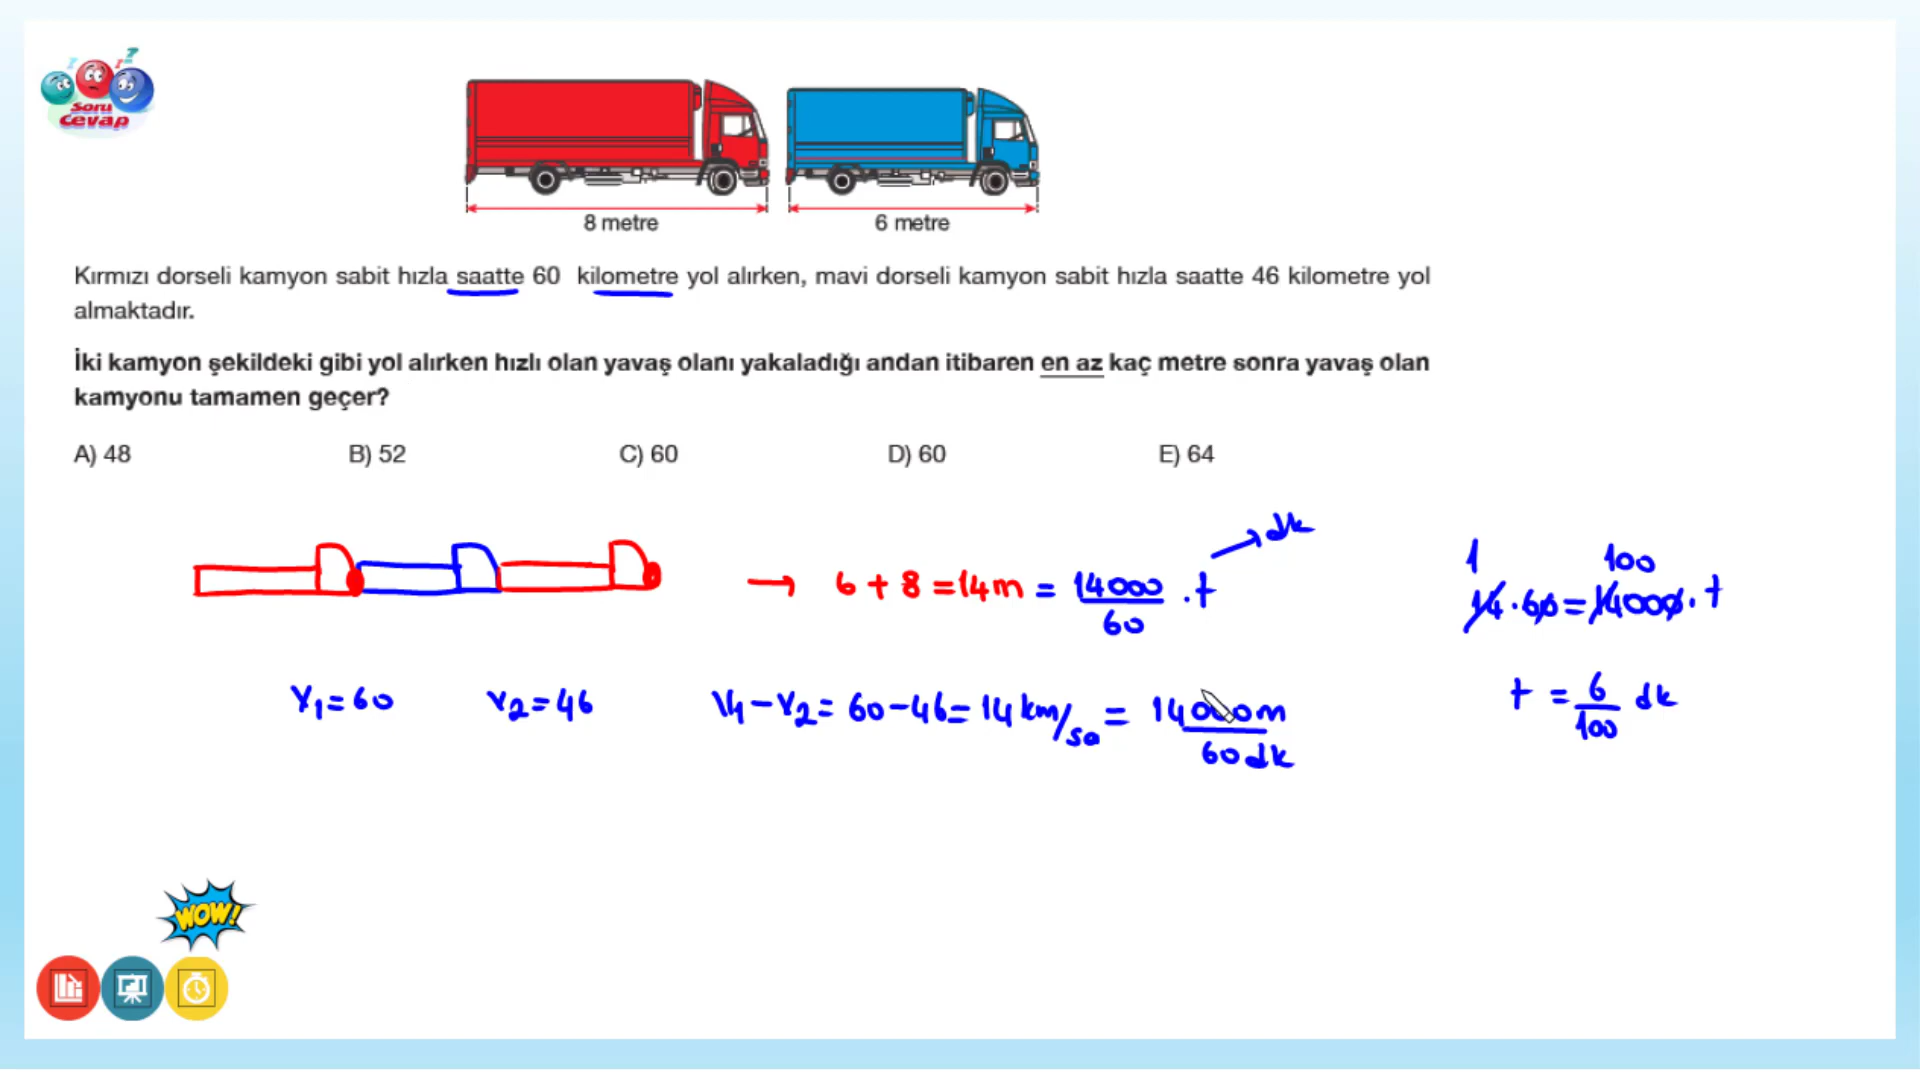 Soru
Cevap
8 metre
6 metre
Kırmızı dorseli kamyon sabit hızla saatte 60 kilometre yol alırken, mavi dorseli kamyon sabit hızla saatte 46 kilometre yol
almaktadır.
İki kamyon şekildeki gibi yol alırken hızlı olan yavaş olanı yakaladığı andan itibaren en az kaç metre sonra yavaş olan
kamyonu tamamen geçer?
A) 48 B) 52 C) 60 D) 60 E) 64
→ 6 + 8 = 14 m = 14000/60 . t → dk
1 100
14 . 60 = 14000 . t
V₁ = 60 V₂ = 46 V₁ - V₂ = 60 - 46 = 14 km/sa = 14000m/60dk
t = 6/100 dk
WOW!